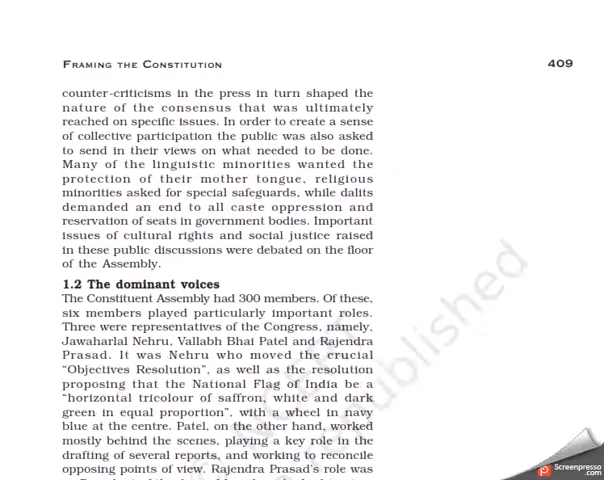 FRAMING THE CONSTITUTION
409
counter-criticisms in the press in turn shaped the
nature of the consensus that was ultimately
reached on specific issues. In order to create a sense
of collective participation the public was also asked
to send in their views on what needed to be done.
Many of the linguistic minorities wanted the
protection of their mother tongue, religious
minorities asked for special safeguards, while dalits
demanded an end to all caste oppression and
reservation of seats in government bodies. Important
issues of cultural rights and social justice raised
in these public discussions were debated on the floor
of the Assembly.
1.2 The dominant voices
The Constituent Assembly had 300 members. Of these,
six members played particularly important roles.
Three were representatives of the Congress, namely,
Jawaharlal Nehru, Vallabh Bhai Patel and Rajendra
Prasad. It was Nehru who moved the crucial
“Objectives Resolution”, as well as the resolution
proposing that the National Flag of India be a
“horizontal tricolour of saffron, white and dark
green in equal proportion”, with a wheel in navy
blue at the centre. Patel, on the other hand, worked
mostly behind the scenes, playing a key role in the
drafting of several reports, and working to reconcile
opposing points of view. Rajendra Prasad’s role was
republished
Screenpresso
.com